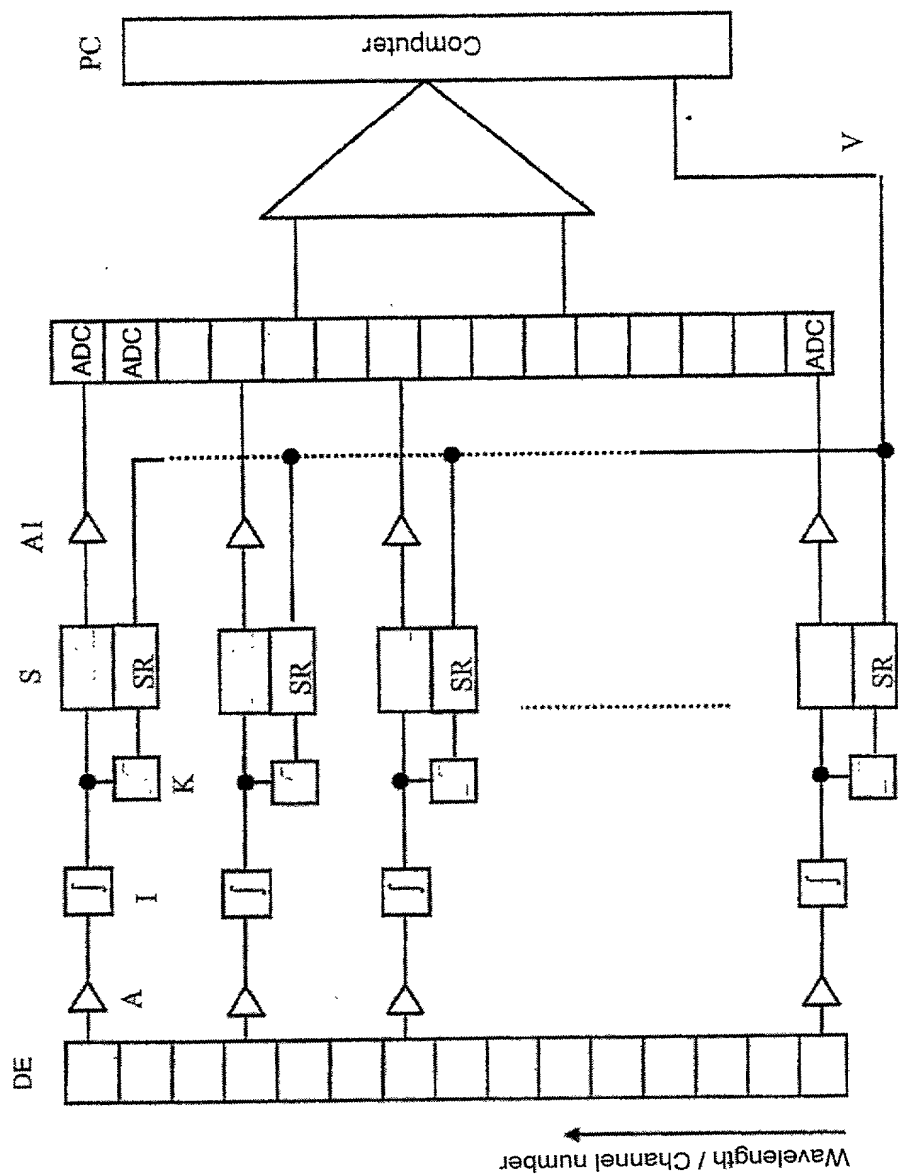 DE
S
A1
PC
A
I
K
∫
SR
ADC
ADC
∫
SR
∫
SR
∫
SR
ADC
Computer
V
Wavelength / Channel number